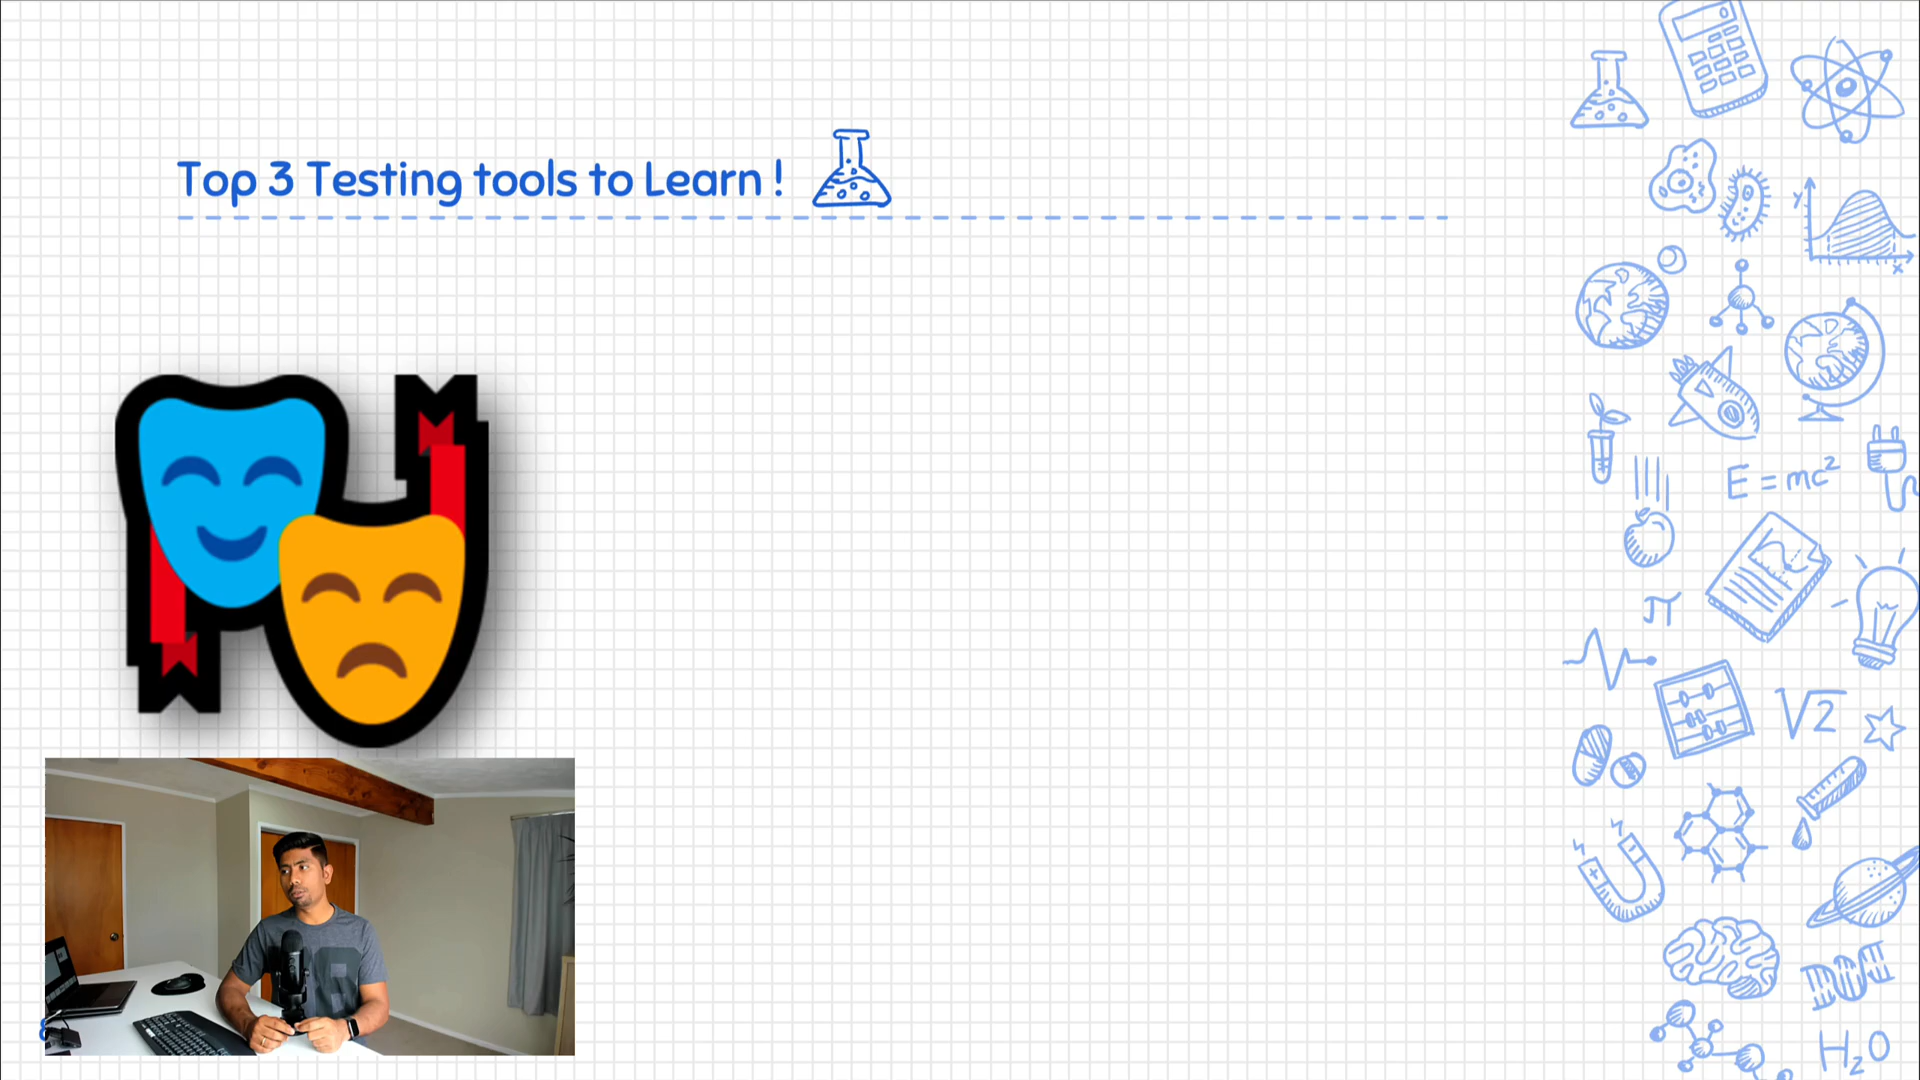 Top 3 Testing tools to Learn !
y
x
E = mc²
π
√2
H₂O